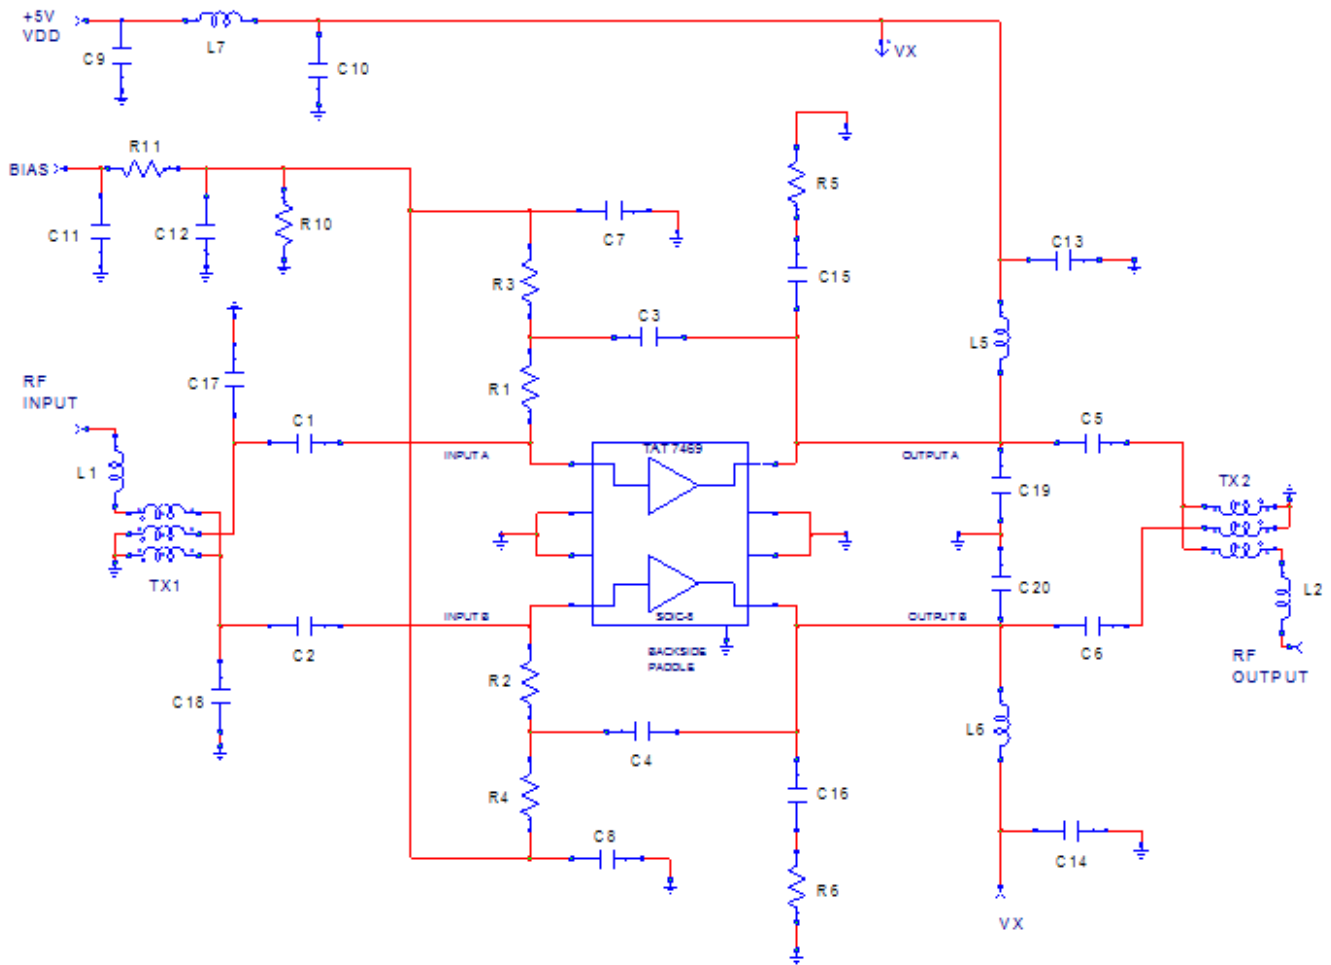 +5V
VDD
L7
C9
C10
VX
R11
BIAS
C11
C12
R10
R5
C7
C13
C15
R3
C3
L5
C17
R1
RF
INPUT
C1
C5
L1
INPUT A
TAT7469
OUTPUT A
TX2
C19
TX1
C20
L2
INPUT B
SOIC-8
OUTPUT B
C2
BACKSIDE
PADDLE
C6
RF
OUTPUT
R2
C18
L6
C4
R4
C16
C8
C14
R6
VX